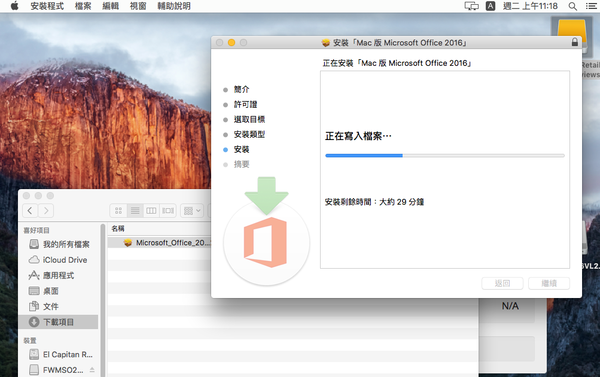 安裝程式 檔案 編輯 視窗 輔助說明
A 週二 上午11:18
安裝「Mac 版 Microsoft Office 2016」
正在安裝「Mac 版 Microsoft Office 2016」
簡介
許可證
選取目標
安裝類型
安裝
摘要
正在寫入檔案⋯
安裝剩餘時間：大約 29 分鐘
返回 繼續
Retail
views
喜好項目
我的所有檔案
iCloud Drive
應用程式
桌面
文件
下載項目
裝置
El Capitan R...
FWMSO2...
名稱
Microsoft_Office_20...
N/A